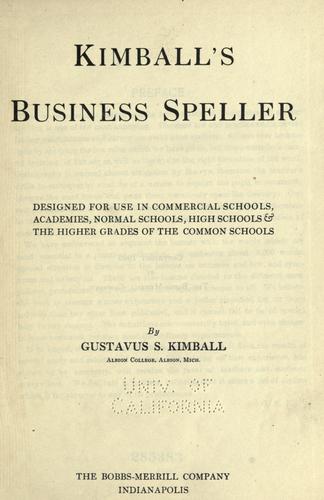 KIMBALL'S
BUSINESS SPELLER
DESIGNED FOR USE IN COMMERCIAL SCHOOLS,
ACADEMIES, NORMAL SCHOOLS, HIGH SCHOOLS &
THE HIGHER GRADES OF THE COMMON SCHOOLS
By
GUSTAVUS S. KIMBALL
ALBION COLLEGE, ALBION, MICH.
UNIV. OF
CALIFORNIA
THE BOBBS-MERRILL COMPANY
INDIANAPOLIS